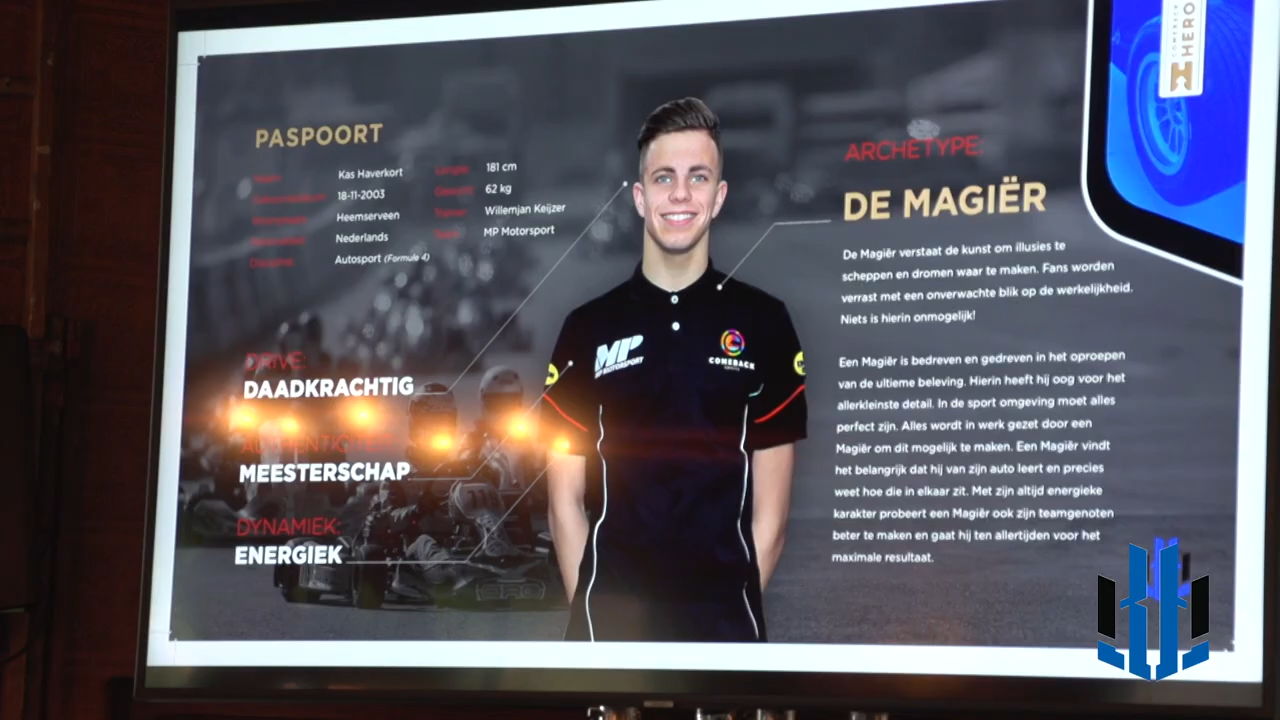 COMEBACK
HERO
PASPOORT
Kas Haverkort
18-11-2003
Heemserveen
Nederlands
Autosport (Formule 4)
Lengte: 181 cm
62 kg
Trainer: Willemjan Keijzer
MP Motorsport
DRIVE:
DAADKRACHTIG
AUTHENTICITEIT:
MEESTERSCHAP
DYNAMIEK:
ENERGIEK
MP
MP MOTORSPORT
COMEBACK
ARCHETYPE:
DE MAGIËR
De Magiër verstaat de kunst om illusies te
scheppen en dromen waar te maken. Fans worden
verrast met een onverwachte blik op de werkelijkheid.
Niets is hierin onmogelijk!
Een Magiër is bedreven en gedreven in het oproepen
van de ultieme beleving. Hierin heeft hij oog voor het
allerkleinste detail. In de sport omgeving moet alles
perfect zijn. Alles wordt in werk gezet door een
Magiër om dit mogelijk te maken. Een Magiër vindt
het belangrijk dat hij van zijn auto leert en precies
weet hoe die in elkaar zit. Met zijn altijd energieke
karakter probeert een Magiër ook zijn teamgenoten
beter te maken en gaat hij ten allertijden voor het
maximale resultaat.